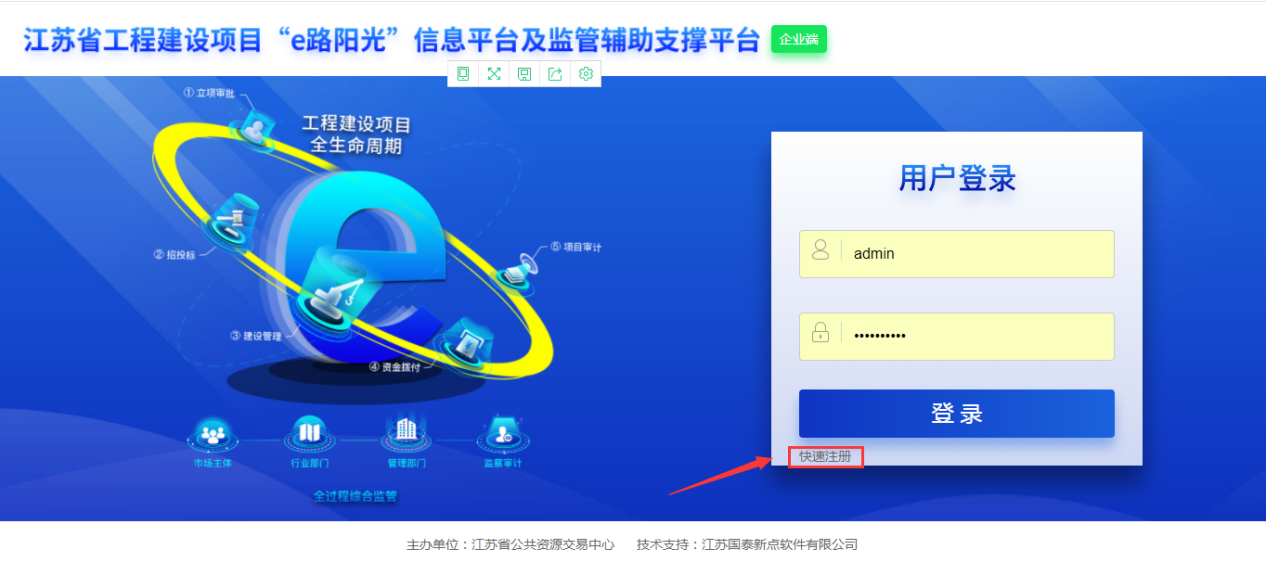 江苏省工程建设项目“e路阳光”信息平台及监管辅助支撑平台 企业端
① 立项审批
工程建设项目
全生命周期
② 招投标
⑤ 项目审计
③ 建设管理
④ 资金拨付
市场主体 行业部门 管理部门 监察审计
全过程综合监管
用户登录
admin
••••••••••
登录
快速注册
主办单位：江苏省公共资源交易中心 技术支持：江苏国泰新点软件有限公司